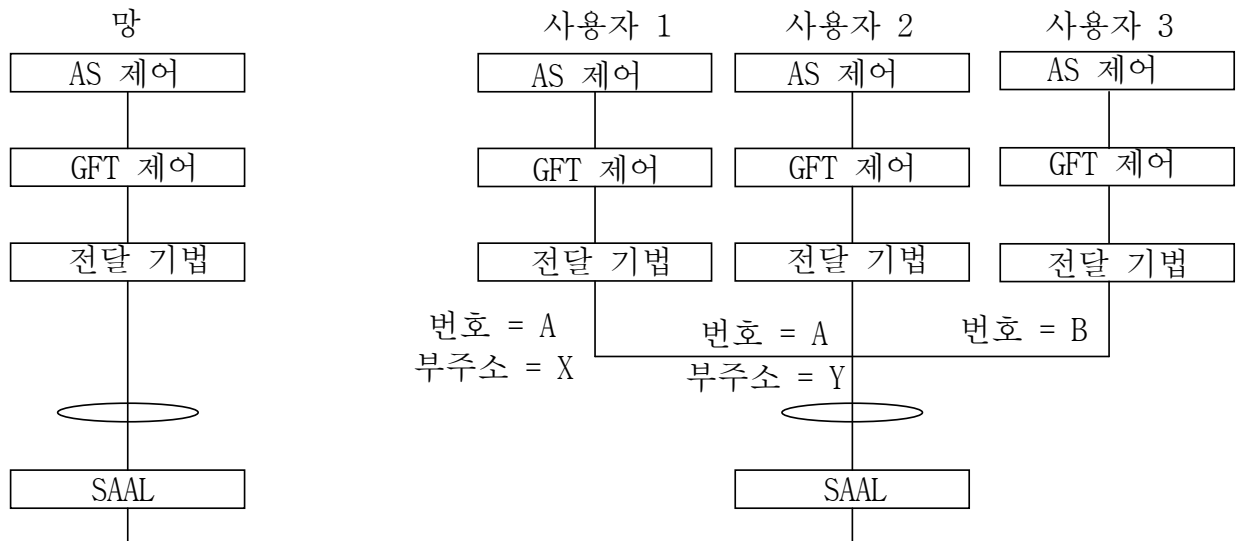 망 사용자 1 사용자 2 사용자 3
AS 제어 AS 제어 AS 제어 AS 제어
GFT 제어 GFT 제어 GFT 제어 GFT 제어
전달 기법 전달 기법 전달 기법 전달 기법
번호 = A 번호 = A 번호 = B
부주소 = X 부주소 = Y
SAAL SAAL